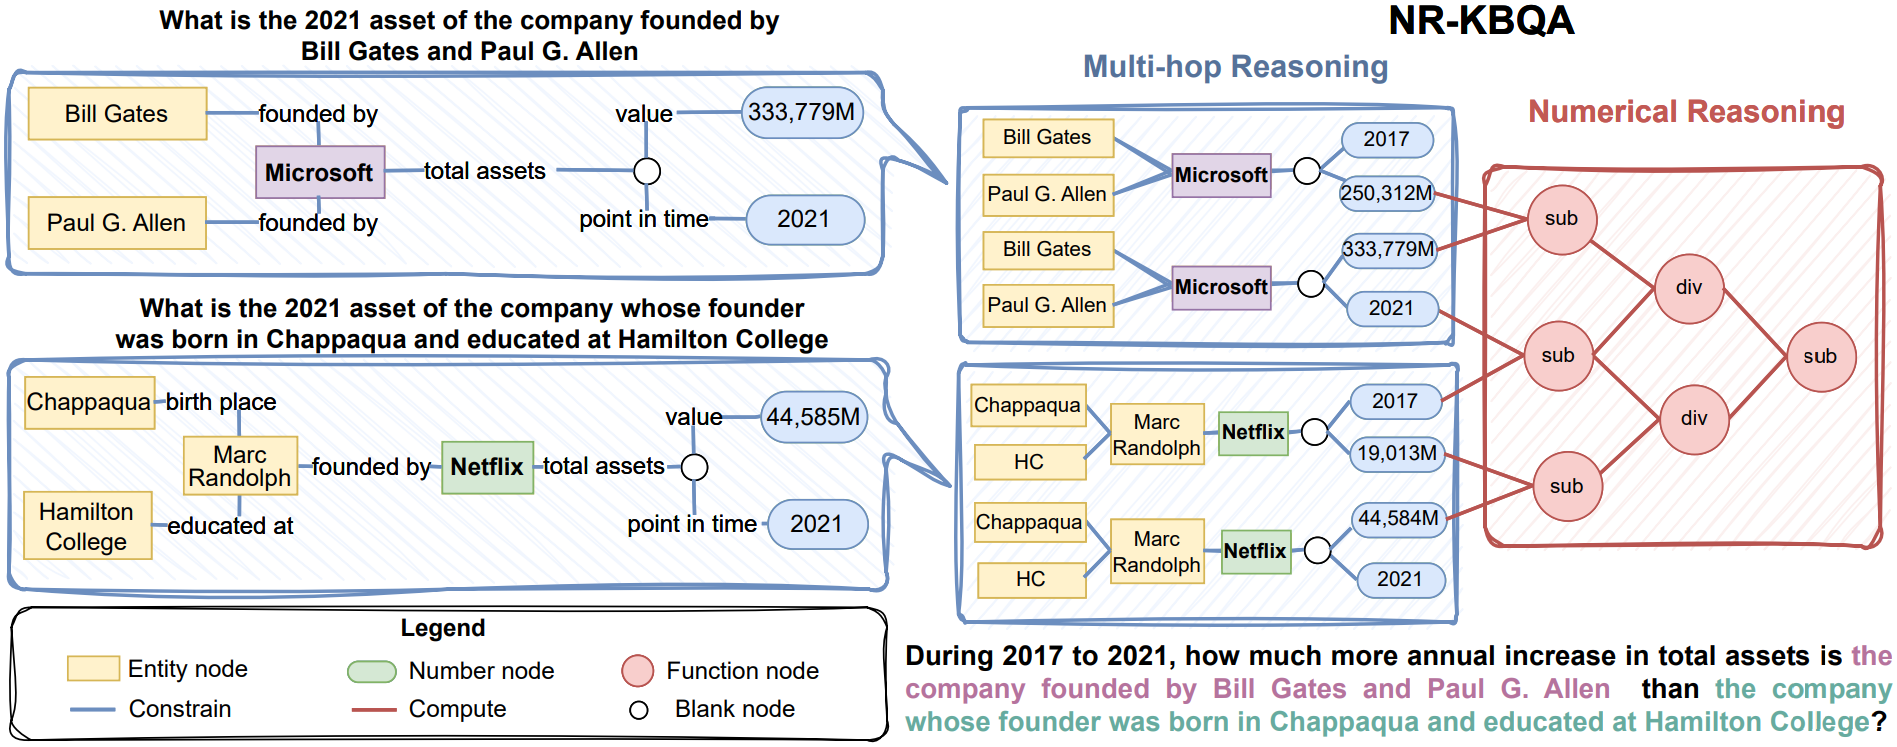 What is the 2021 asset of the company founded by
Bill Gates and Paul G. Allen
Bill Gates
founded by
value
333,779M
Microsoft
total assets
Paul G. Allen
founded by
point in time
2021
What is the 2021 asset of the company whose founder
was born in Chappaqua and educated at Hamilton College
Chappaqua
birth place
value
44,585M
Marc
Randolph
founded by
Netflix
total assets
Hamilton
College
educated at
point in time
2021
Legend
Entity node
Number node
Function node
Constrain
Compute
Blank node
NR-KBQA
Multi-hop Reasoning
Numerical Reasoning
Bill Gates
Paul G. Allen
Microsoft
2017
250,312M
Bill Gates
Paul G. Allen
Microsoft
333,779M
2021
Chappaqua
HC
Marc
Randolph
Netflix
2017
19,013M
Chappaqua
HC
Marc
Randolph
Netflix
44,584M
2021
sub
sub
sub
div
div
sub
During 2017 to 2021, how much more annual increase in total assets is the
company founded by Bill Gates and Paul G. Allen than the company
whose founder was born in Chappaqua and educated at Hamilton College?